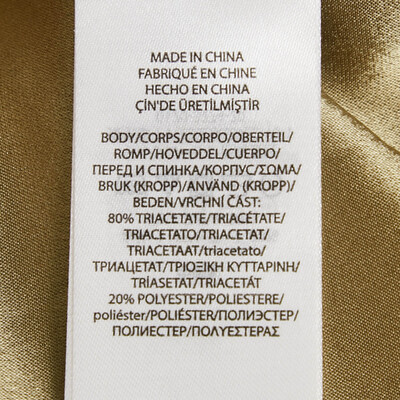 MADE IN CHINA
FABRIQUÉ EN CHINE
HECHO EN CHINA
ÇİN'DE ÜRETİLMİŞTİR
BODY/CORPS/CORPO/OBERTEIL/
ROMP/HOVEDDEL/CUERPO/
ПЕРЕД И СПИНКА/КОРПУС/ΣΩΜΑ/
BRUK (KROPP)/ANVÄND (KROPP)/
BEDEN/VRCHNÍ ČÁST:
80% TRIACETATE/TRIACÉTATE/
TRIACETATO/TRIACETAT/
TRIACETAAT/triacetato/
ТРИАЦЕТАТ/ΤΡΙΟΞΙΚΗ ΚΥΤΤΑΡΙΝΗ/
TRİASETAT/TRIACETÁT
20% POLYESTER/POLIESTERE/
poliéster/POLIÉSTER/ПОЛИЭСТЕР/
ПОЛИЕСТЕР/ΠΟΛΥΕΣΤΕΡΑΣ